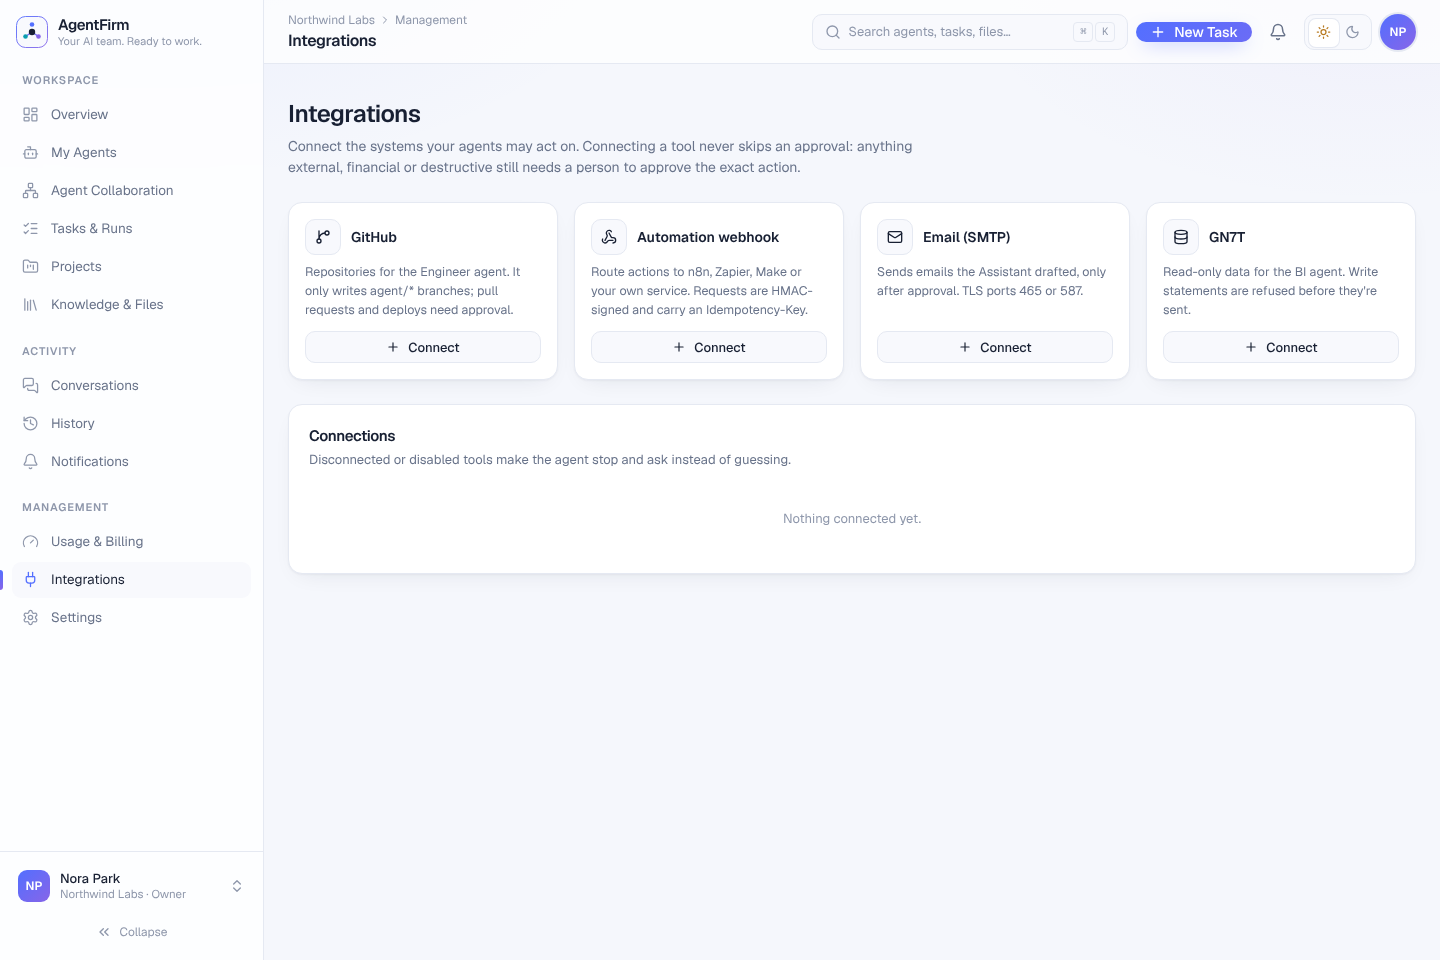 AgentFirm
Your AI team. Ready to work.
WORKSPACE
Overview
My Agents
Agent Collaboration
Tasks & Runs
Projects
Knowledge & Files
ACTIVITY
Conversations
History
Notifications
MANAGEMENT
Usage & Billing
Integrations
Settings
NP
Nora Park
Northwind Labs · Owner
Collapse
Northwind Labs > Management
Integrations
Search agents, tasks, files...
⌘ K
New Task
NP
Integrations
Connect the systems your agents may act on. Connecting a tool never skips an approval: anything
external, financial or destructive still needs a person to approve the exact action.
GitHub
Repositories for the Engineer agent. It
only writes agent/* branches; pull
requests and deploys need approval.
Connect
Automation webhook
Route actions to n8n, Zapier, Make or
your own service. Requests are HMAC-
signed and carry an Idempotency-Key.
Connect
Email (SMTP)
Sends emails the Assistant drafted, only
after approval. TLS ports 465 or 587.
Connect
GN7T
Read-only data for the BI agent. Write
statements are refused before they're
sent.
Connect
Connections
Disconnected or disabled tools make the agent stop and ask instead of guessing.
Nothing connected yet.